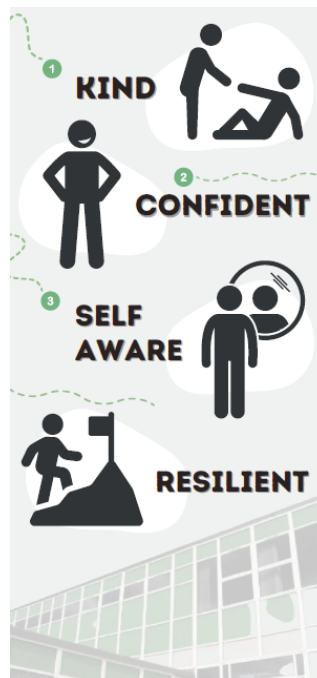 1
KIND
2
CONFIDENT
3
SELF
AWARE
RESILIENT